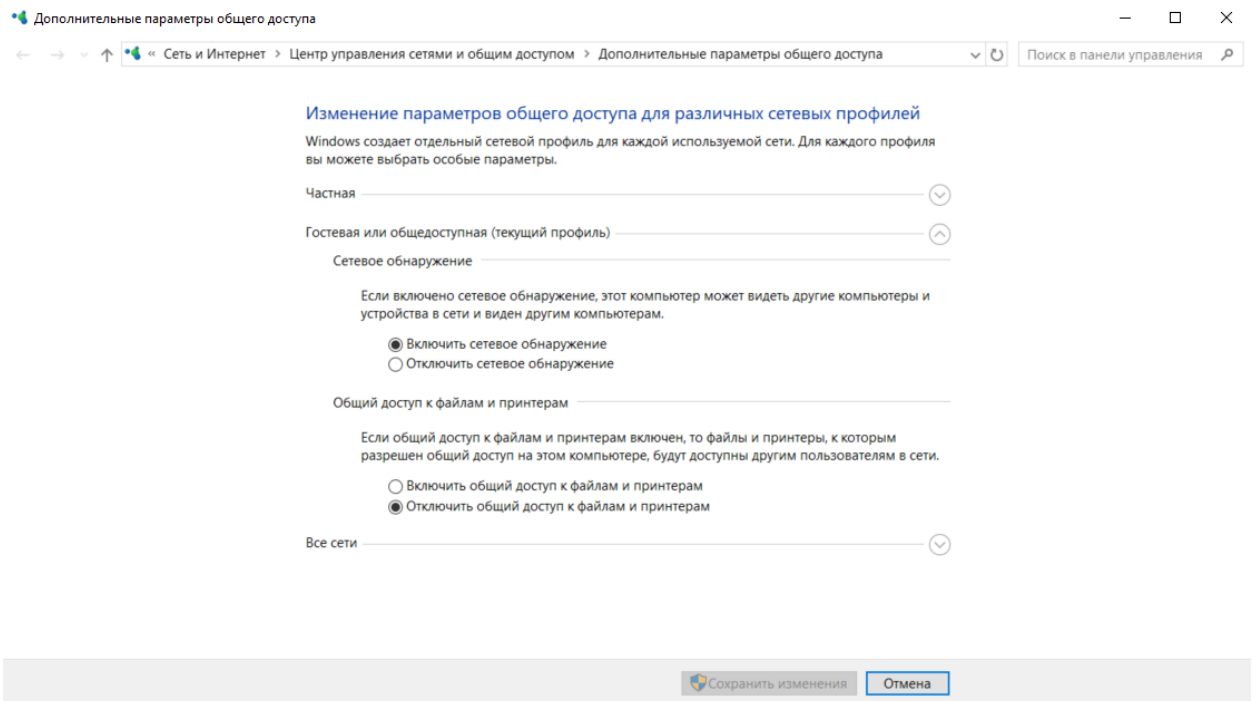 Дополнительные параметры общего доступа
« Сеть и Интернет > Центр управления сетями и общим доступом > Дополнительные параметры общего доступа
Поиск в панели управления
Изменение параметров общего доступа для различных сетевых профилей
Windows создает отдельный сетевой профиль для каждой используемой сети. Для каждого профиля
вы можете выбрать особые параметры.
Частная
Гостевая или общедоступная (текущий профиль)
Сетевое обнаружение
Если включено сетевое обнаружение, этот компьютер может видеть другие компьютеры и
устройства в сети и виден другим компьютерам.
Включить сетевое обнаружение
Отключить сетевое обнаружение
Общий доступ к файлам и принтерам
Если общий доступ к файлам и принтерам включен, то файлы и принтеры, к которым
разрешен общий доступ на этом компьютере, будут доступны другим пользователям в сети.
Включить общий доступ к файлам и принтерам
Отключить общий доступ к файлам и принтерам
Все сети
Сохранить изменения
Отмена